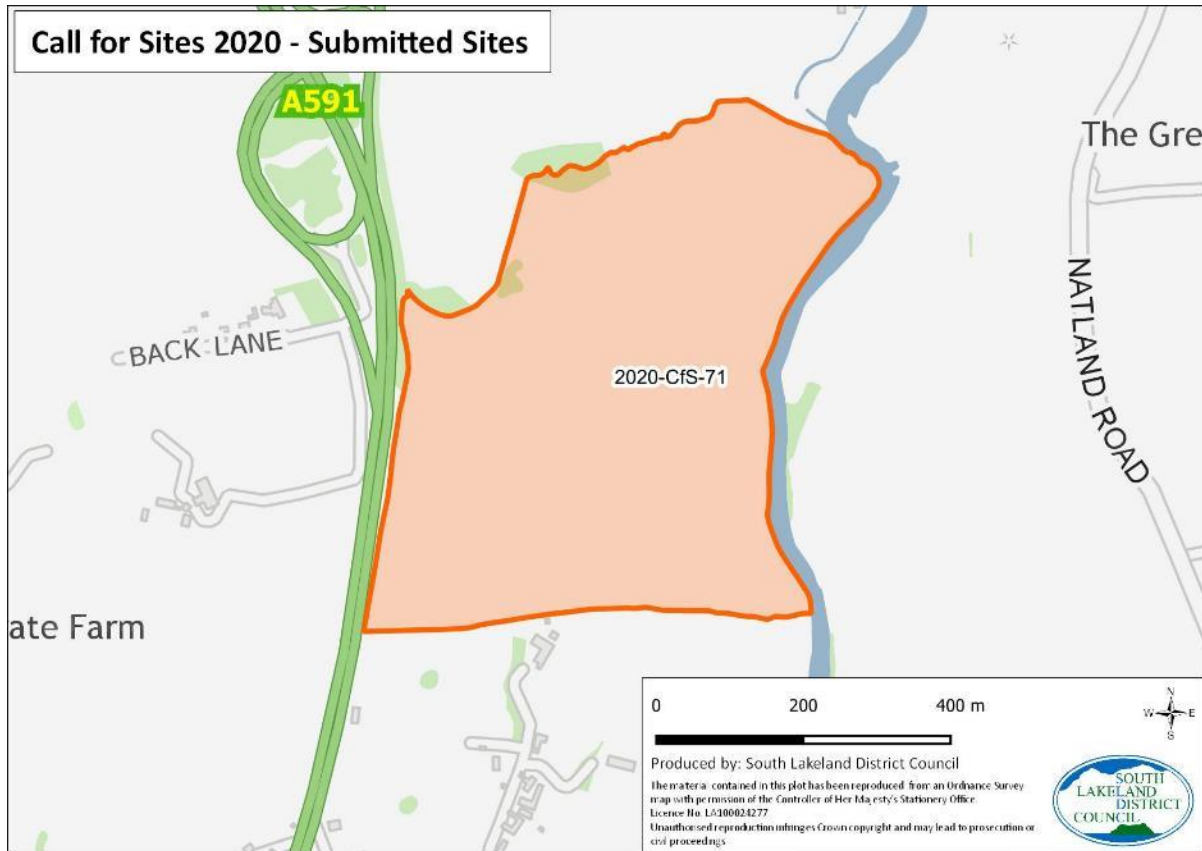 Call for Sites 2020 - Submitted Sites
A591
The Gre
BACK LANE
2020-CfS-71
NATLAND ROAD
ate Farm
0 200 400 m
N
W E
S
Produced by: South Lakeland District Council
The material contained in this plot has been reproduced from an Ordnance Survey
map with permission of the Controller of Her Majesty's Stationery Office.
Licence No. LA100024277
Unauthorised reproduction infringes Crown copyright and may lead to prosecution or
civil proceedings
SOUTH
LAKELAND
DISTRICT
COUNCIL